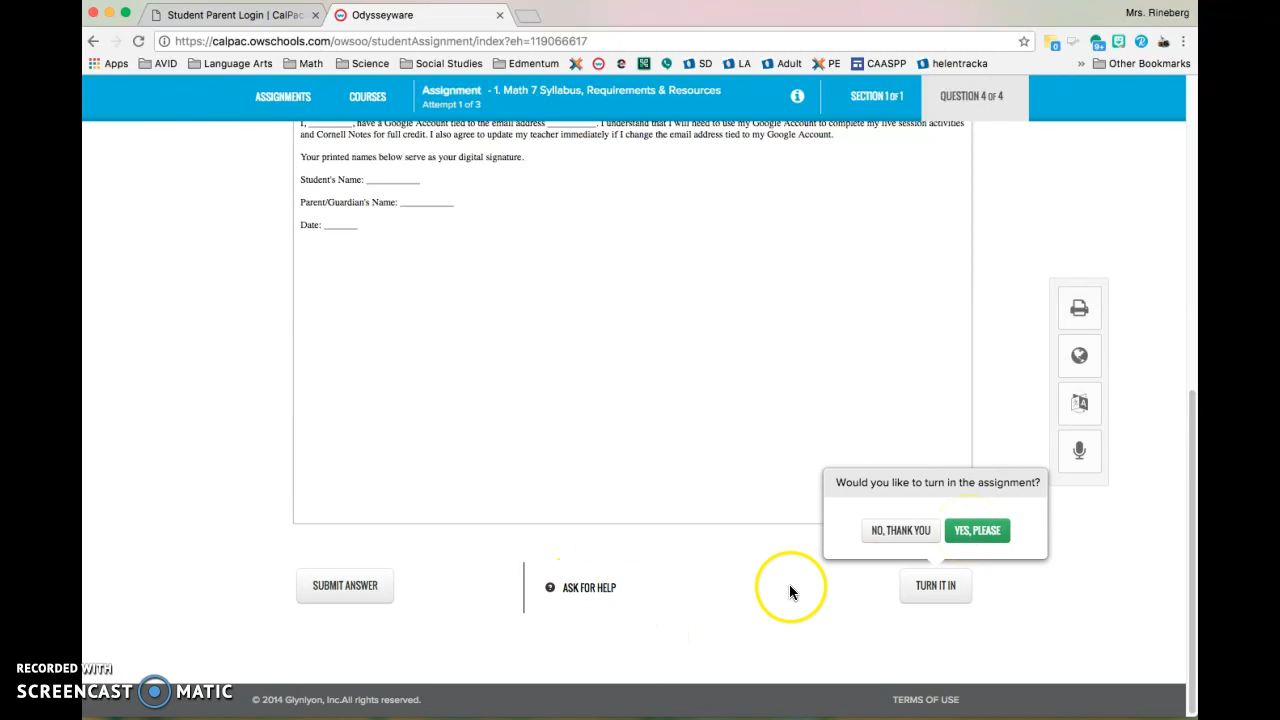 Student Parent Login | CalPac
Odysseyware
Mrs. Rineberg
https://calpac.owschools.com/owsoo/studentAssignment/index?eh=119066617
Apps AVID Language Arts Math Science Social Studies Edmentum SD LA Adult PE CAASPP helentracka » Other Bookmarks
ASSIGNMENTS COURSES Assignment - 1. Math 7 Syllabus, Requirements & Resources SECTION 1 of 1 QUESTION 4 of 4
Attempt 1 of 3
I, ________, have a Google Account tied to the email address _________. I understand that I will need to use my Google Account to complete my live session activities
and Cornell Notes for full credit. I also agree to update my teacher immediately if I change the email address tied to my Google Account.
Your printed names below serve as your digital signature.
Student's Name: __________
Parent/Guardian's Name: __________
Date: ______
Would you like to turn in the assignment?
NO, THANK YOU YES, PLEASE
SUBMIT ANSWER ASK FOR HELP TURN IT IN
RECORDED WITH
SCREENCAST MATIC
© 2014 Glynlyon, Inc.All rights reserved. TERMS OF USE